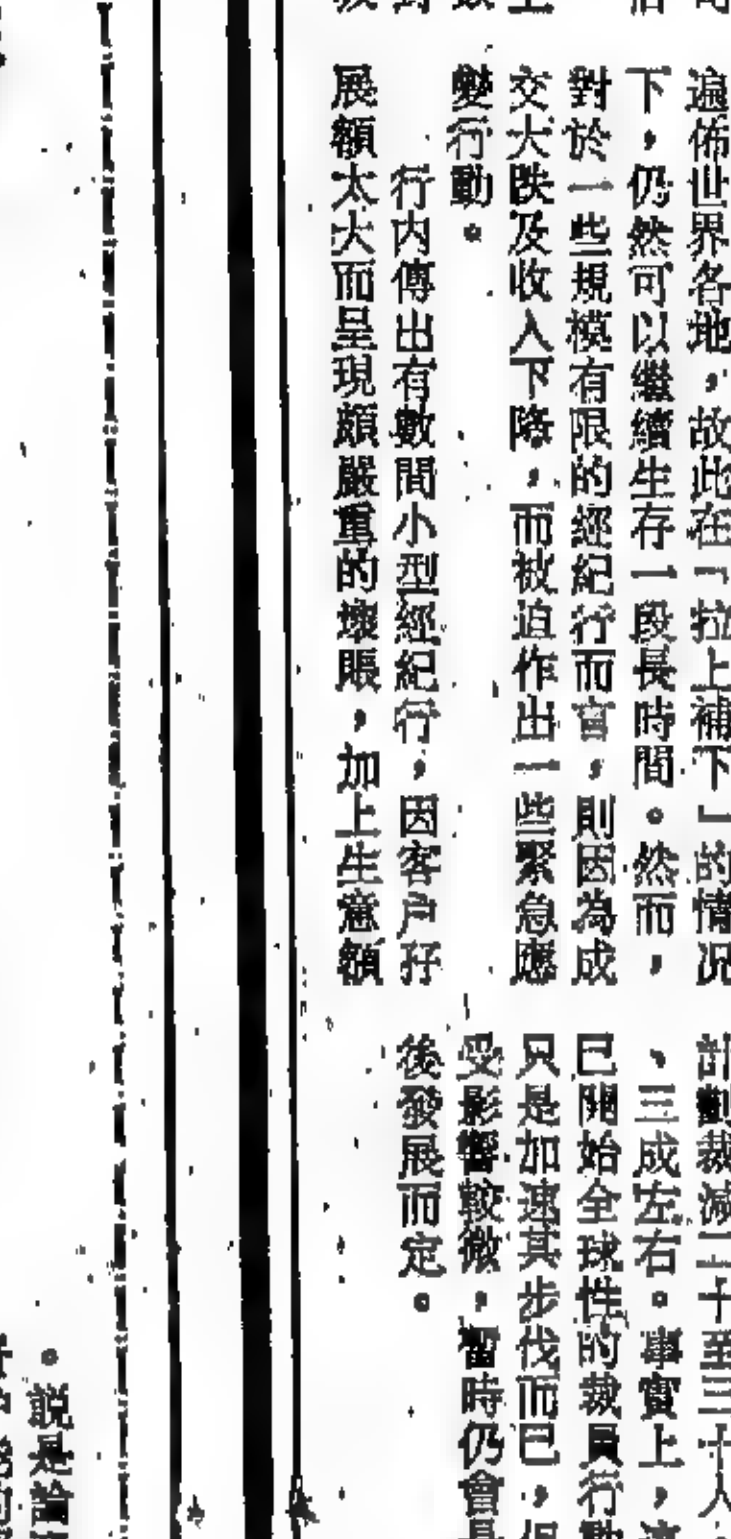 遍佈世界各地，故此在「拉上補下」的情况
下，仍然可以繼續生存一段長時間。然而，
對於一些規模有限的經紀行而言，則因為成
交大跌及收入下降，而被迫作出一些緊急應
變行動。
行内傳出有數間小型經紀行，因客户孖
展額太大而呈現頗嚴重的壞賬，加上生意額
計劃裁減二十至三十人
、三成左右。事實上，
已開始全球性的裁員行動
只是加速其步伐而已，但
受影響較微，暫時仍會
後發展而定。
。說是論